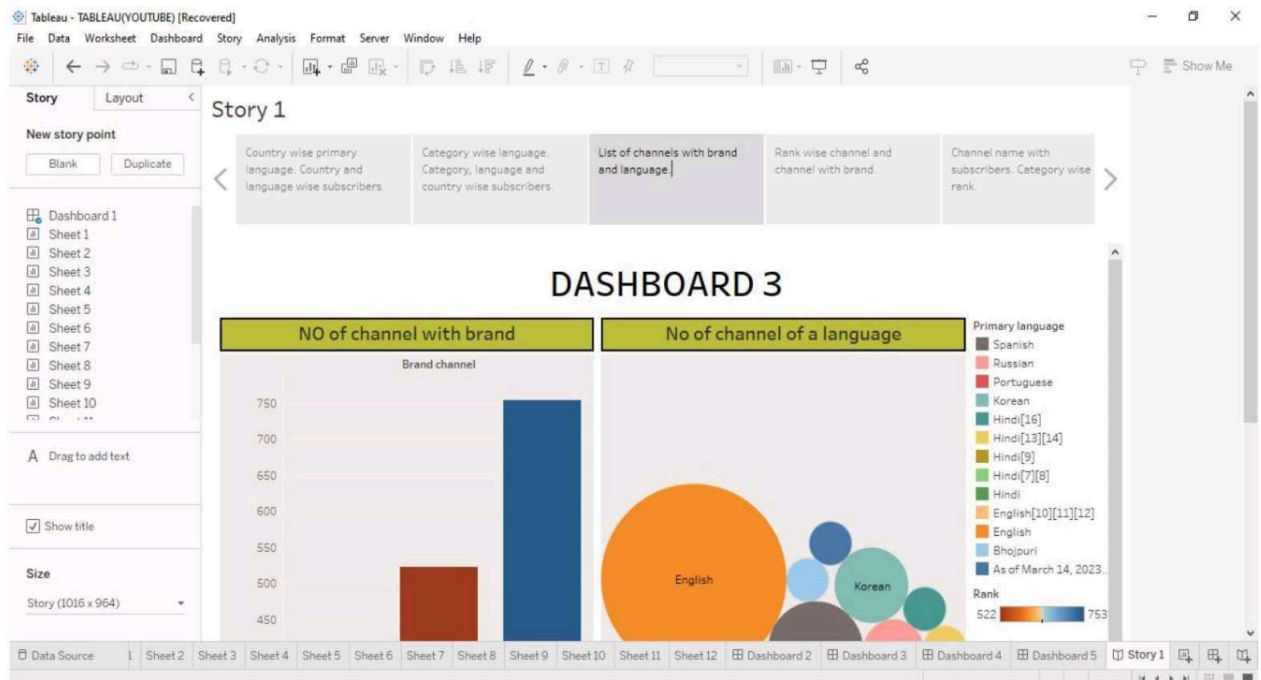 Tableau - TABLEAU(YOUTUBE) [Recovered]
File Data Worksheet Dashboard Story Analysis Format Server Window Help
Show Me
Story Layout
New story point
Blank Duplicate
Dashboard 1
Sheet 1
Sheet 2
Sheet 3
Sheet 4
Sheet 5
Sheet 6
Sheet 7
Sheet 8
Sheet 9
Sheet 10
A Drag to add text
Show title
Size
Story (1016 x 964)
Story 1
Country wise primary
language. Country and
language wise subscribers.
Category wise language.
Category, language and
country wise subscribers.
List of channels with brand
and language.
Rank wise channel and
channel with brand.
Channel name with
subscribers. Category wise
rank.
DASHBOARD 3
NO of channel with brand
Brand channel
750
700
650
600
550
500
450
No of channel of a language
English
Korean
Primary language
Spanish
Russian
Portuguese
Korean
Hindi[16]
Hindi[13][14]
Hindi[9]
Hindi[7][8]
Hindi
English[10][11][12]
English
Bhojpuri
As of March 14, 2023..
Rank
522 753
Data Source Sheet 2 Sheet 3 Sheet 4 Sheet 5 Sheet 6 Sheet 7 Sheet 8 Sheet 9 Sheet 10 Sheet 11 Sheet 12 Dashboard 2 Dashboard 3 Dashboard 4 Dashboard 5 Story 1